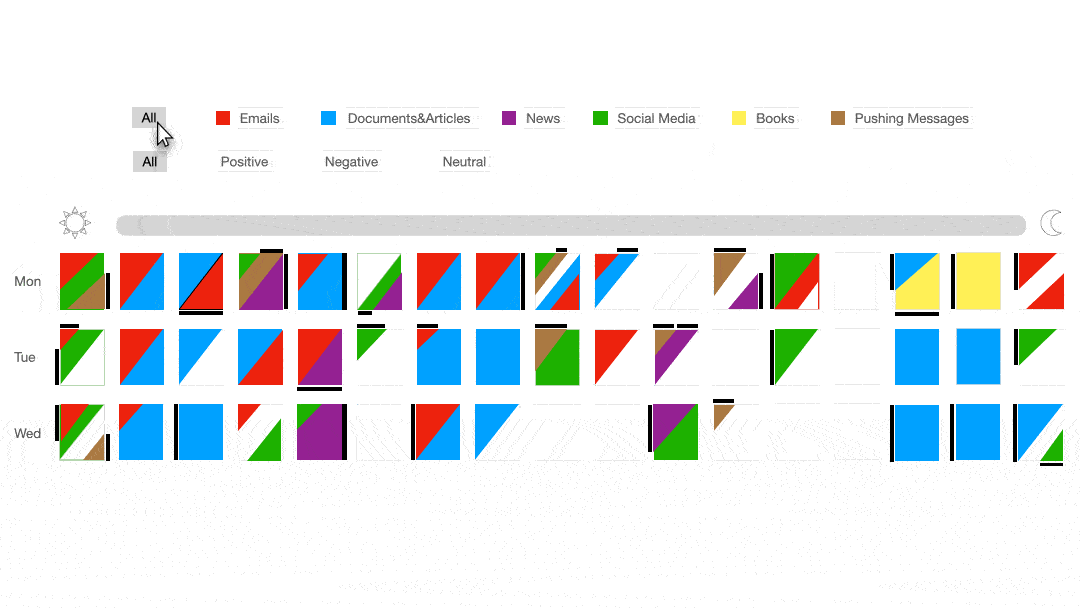 All Emails Documents&Articles News Social Media Books Pushing Messages
All Positive Negative Neutral
Mon
Tue
Wed